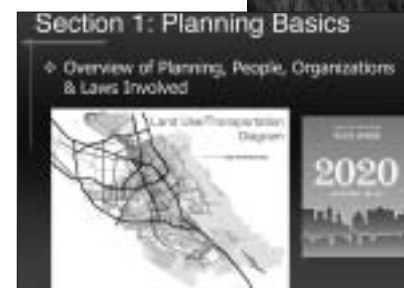 Section 1: Planning Basics
❖ Overview of Planning, People, Organizations
& Laws Involved
Land Use/Transportation
Diagram
2020